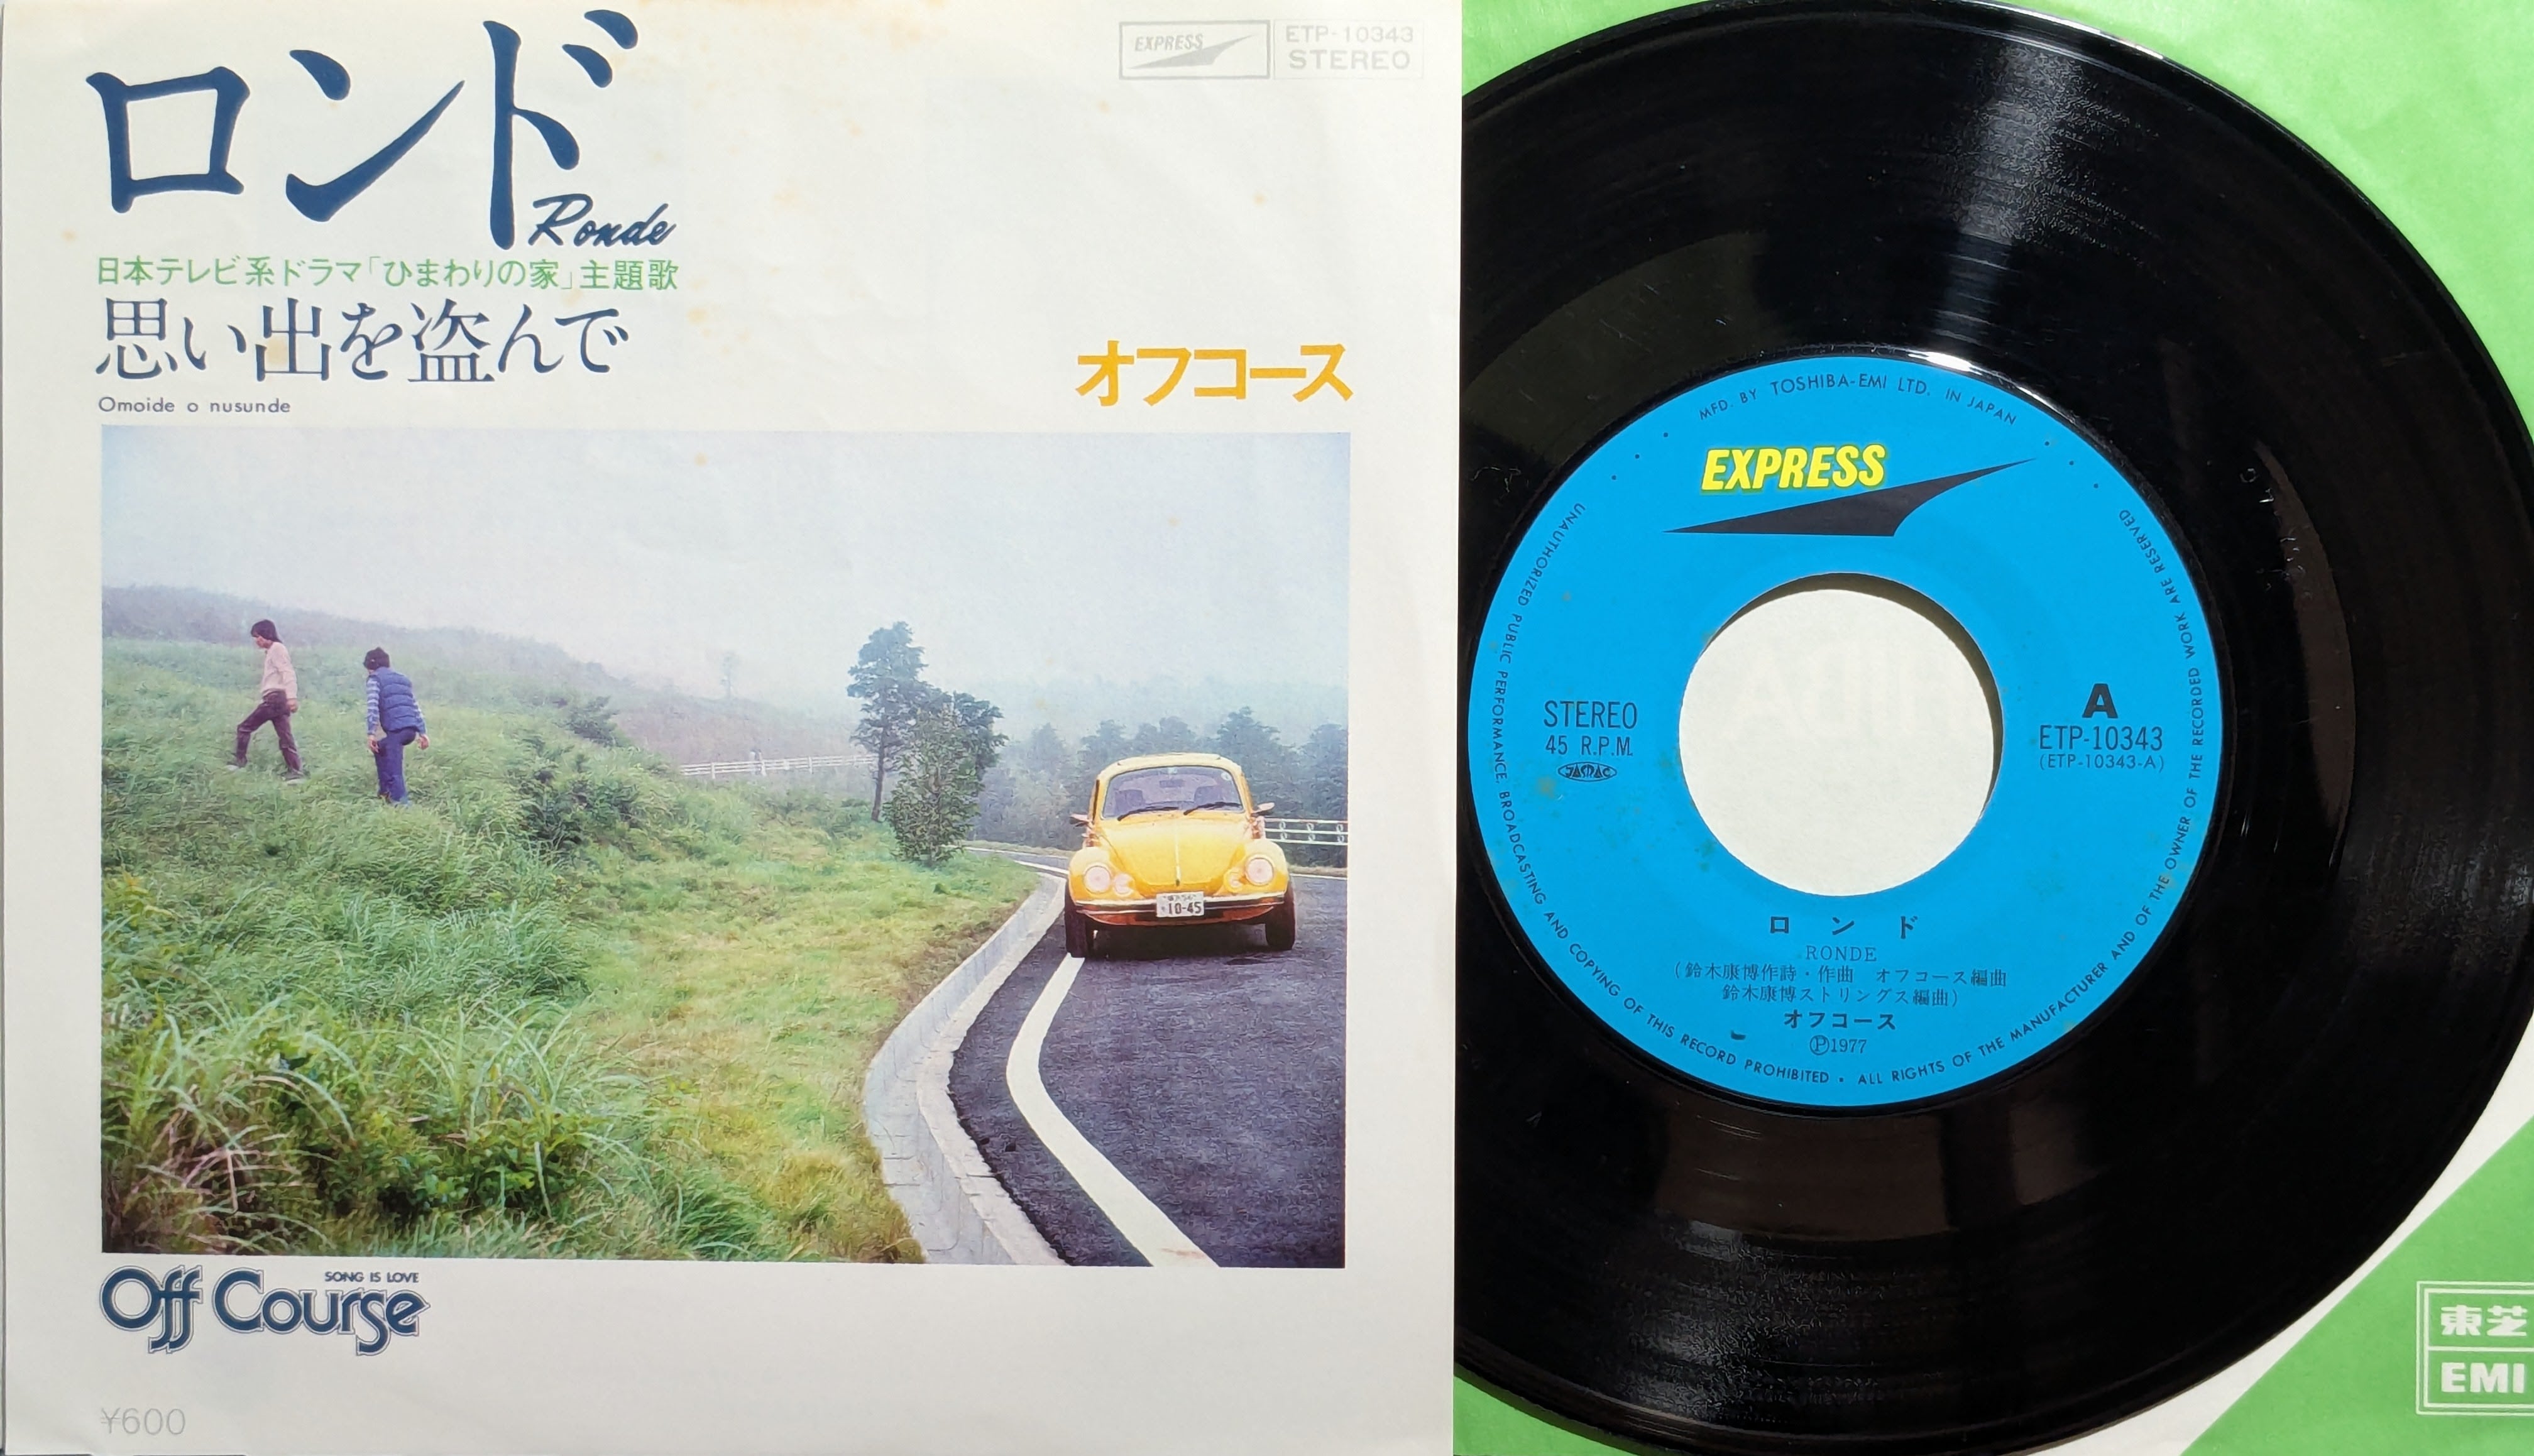 ロンド
Ronde
日本テレビ系ドラマ「ひまわりの家」主題歌
思い出を盗んで
Omoide o nusunde
EXPRESS
ETP-10343
STEREO
オフコース
10-45
SONG IS LOVE
Off Course
¥600
MFD. BY TOSHIBA-EMI LTD. IN JAPAN
EXPRESS
UNAUTHORIZED PUBLIC PERFORMANCE, BROADCASTING AND COPYING OF THIS RECORD PROHIBITED • ALL RIGHTS OF THE MANUFACTURER AND OF THE OWNER OF THE RECORDED WORK ARE RESERVED
STEREO
45 R.P.M.
JASRAC
A
ETP-10343
(ETP-10343-A)
ロンド
RONDE
(鈴木康博作詩・作曲 オフコース編曲
鈴木康博ストリングス編曲)
オフコース
Ⓟ1977
東芝
EMI